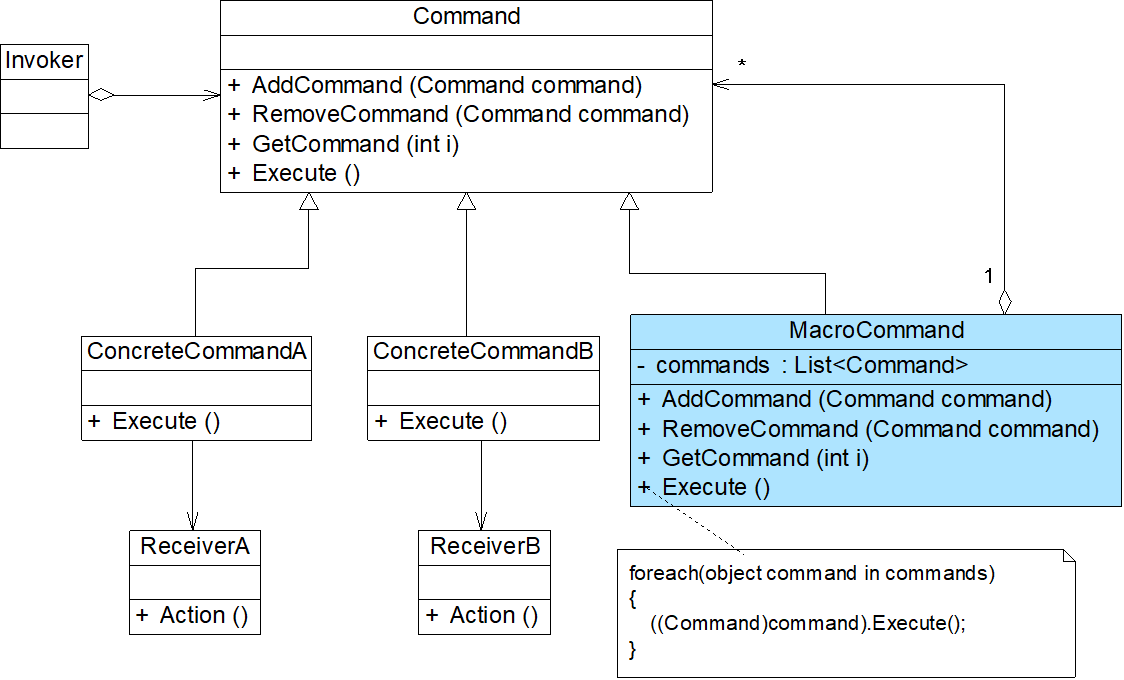 Command
Invoker
+ AddCommand (Command command)
+ RemoveCommand (Command command)
+ GetCommand (int i)
+ Execute ()
*
1
ConcreteCommandA
+ Execute ()
ConcreteCommandB
+ Execute ()
MacroCommand
- commands : List<Command>
+ AddCommand (Command command)
+ RemoveCommand (Command command)
+ GetCommand (int i)
+ Execute ()
ReceiverA
+ Action ()
ReceiverB
+ Action ()
foreach(object command in commands)
{
((Command)command).Execute();
}